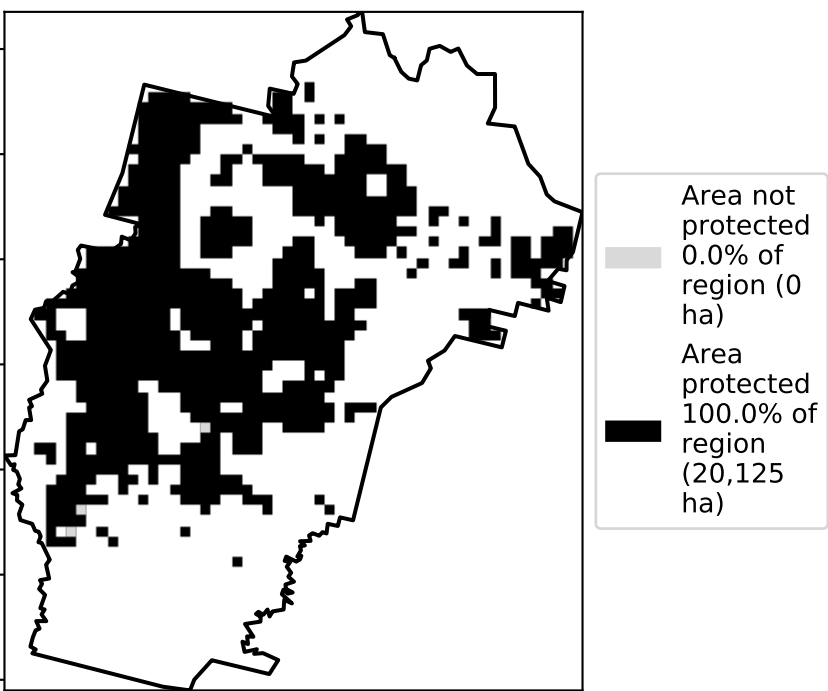 Area not
protected
0.0% of
region (0
ha)
Area
protected
100.0% of
region
(20,125
ha)